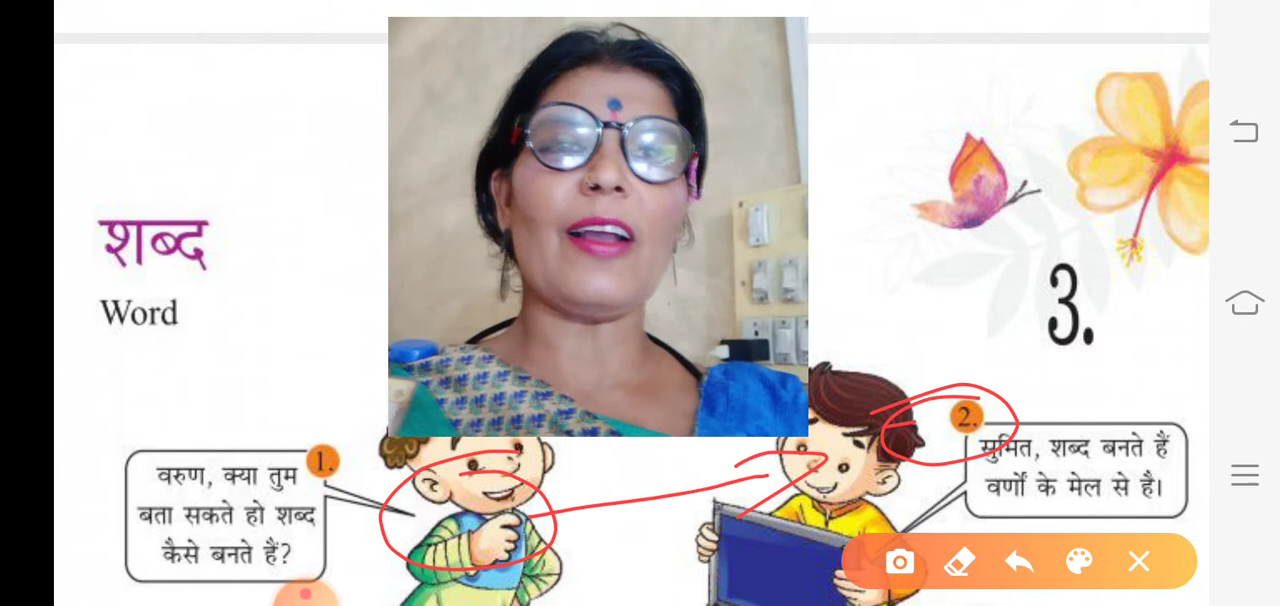 शब्द
Word
3.
1.
वरुण, क्या तुम
बता सकते हो शब्द
कैसे बनते हैं?
2.
सुमित, शब्द बनते हैं
वर्णों के मेल से है।